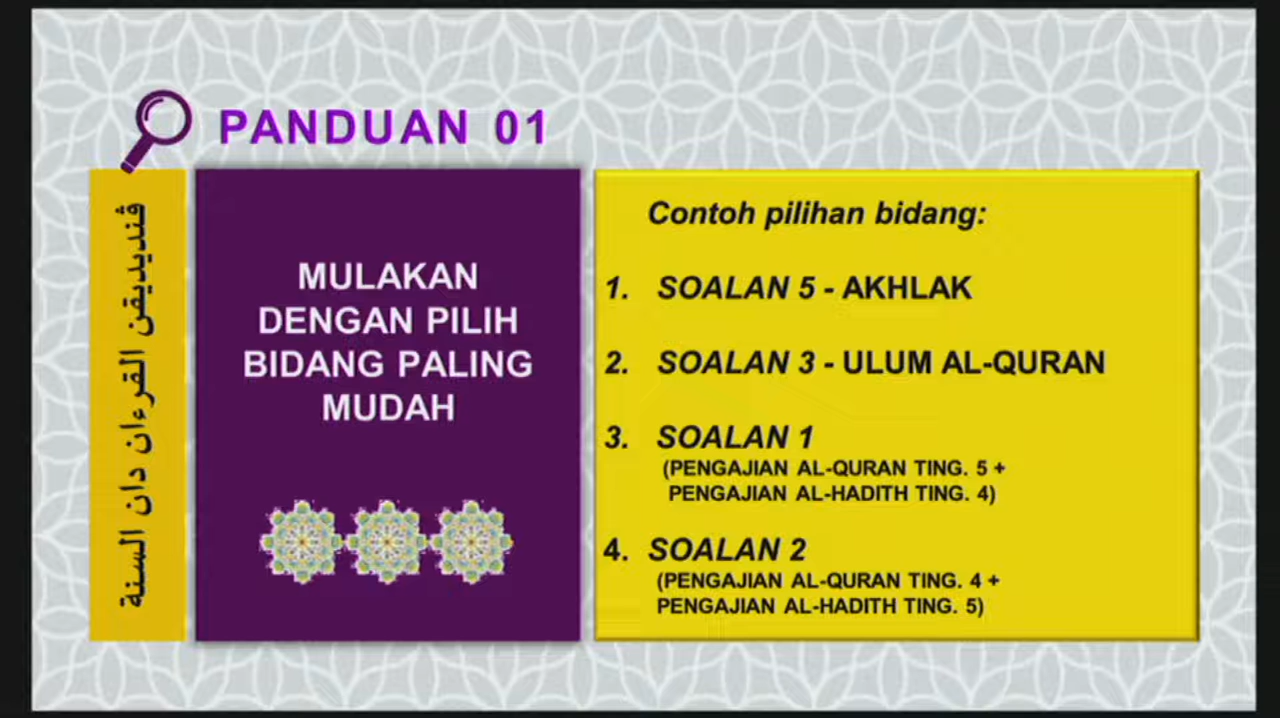 PANDUAN 01
ڤنديديقن القرءان دان السنة
MULAKAN
DENGAN PILIH
BIDANG PALING
MUDAH
Contoh pilihan bidang:
1. SOALAN 5 - AKHLAK
2. SOALAN 3 - ULUM AL-QURAN
3. SOALAN 1
(PENGAJIAN AL-QURAN TING. 5 +
PENGAJIAN AL-HADITH TING. 4)
4. SOALAN 2
(PENGAJIAN AL-QURAN TING. 4 +
PENGAJIAN AL-HADITH TING. 5)